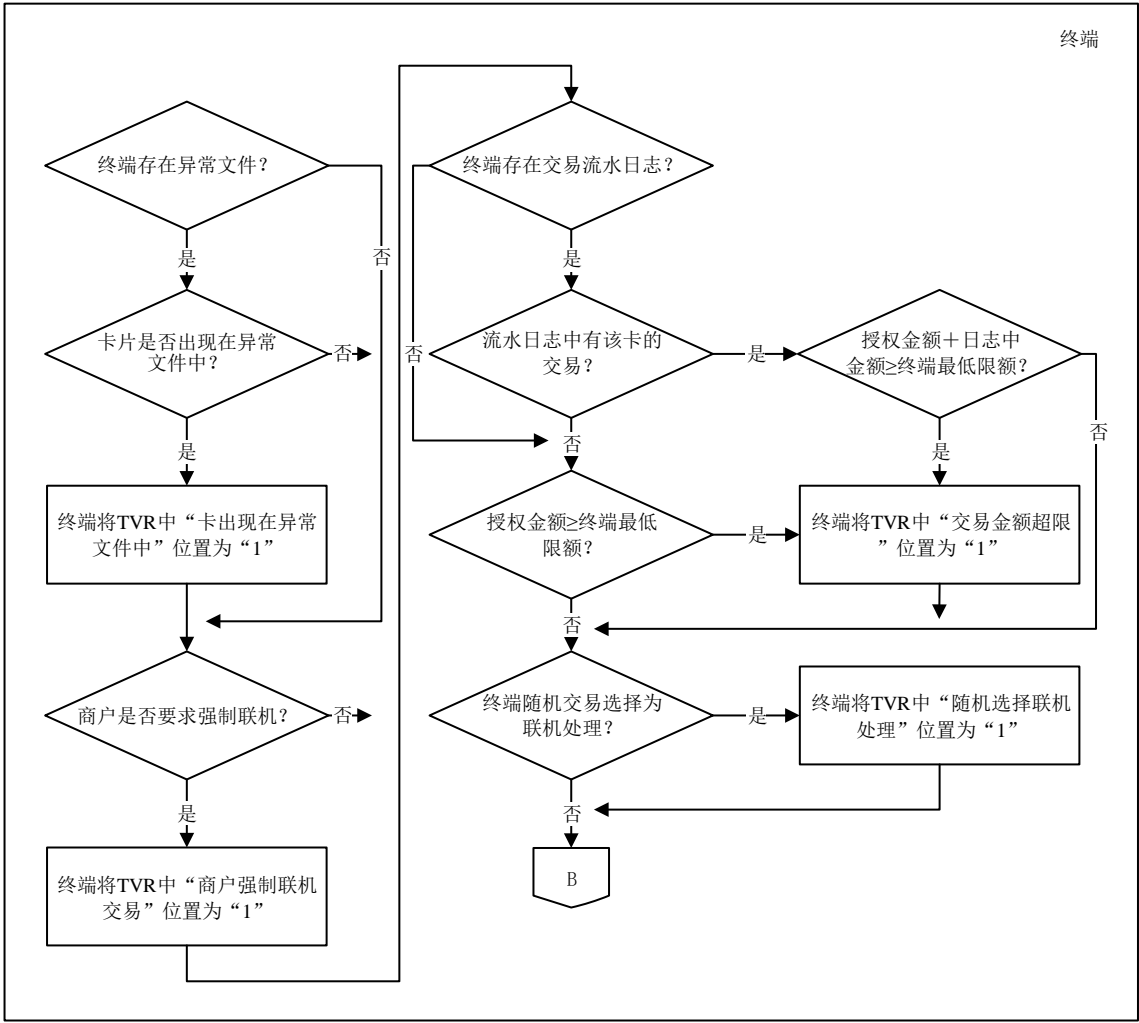 终端
终端存在异常文件?
是
否
卡片是否出现在异常
文件中?
否
是
终端将TVR中“卡出现在异常
文件中”位置为“1”
商户是否要求强制联机?
否
是
终端将TVR中“商户强制联机
交易”位置为“1”
终端存在交易流水日志?
是
否
流水日志中有该卡的
交易?
是
否
授权金额+日志中
金额≥终端最低限额?
是
否
授权金额≥终端最低
限额?
是
否
终端将TVR中“交易金额超限
”位置为“1”
终端随机交易选择为
联机处理?
是
否
终端将TVR中“随机选择联机
处理”位置为“1”
B